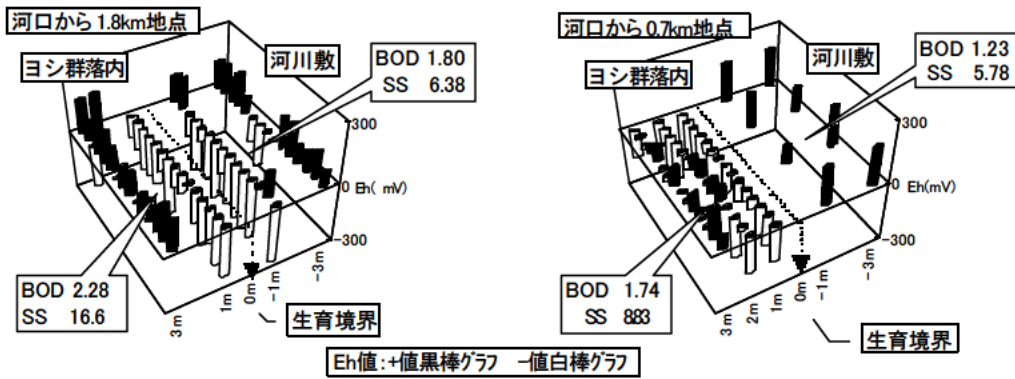 河口から1.8km地点
ヨシ群落内
河川敷
BOD 1.80
SS 6.38
300
0
Eh( mV)
-300
-3m
-1m
0m
1m
3m
BOD 2.28
SS 16.6
生育境界
河口から0.7km地点
ヨシ群落内
河川敷
BOD 1.23
SS 5.78
300
0
Eh(mV)
-300
-3m
-1m
0m
1m
2m
3m
BOD 1.74
SS 8.83
生育境界
Eh値:+値黒棒グラフ -値白棒グラフ